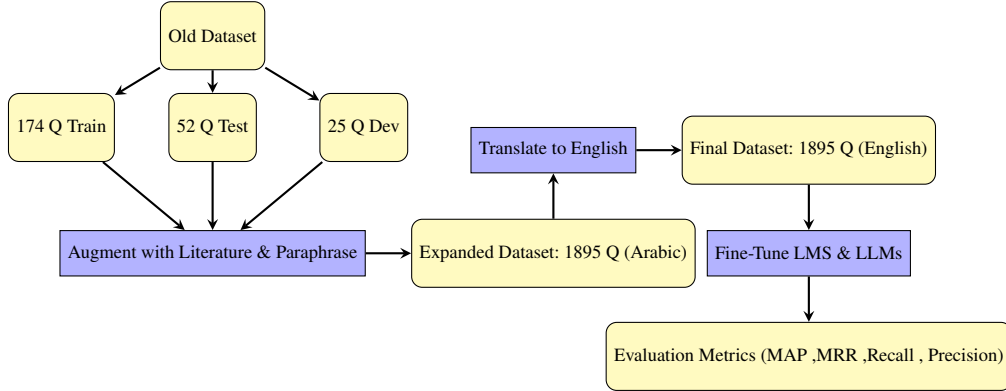 Old Dataset
174 Q Train
52 Q Test
25 Q Dev
Augment with Literature & Paraphrase
Expanded Dataset: 1895 Q (Arabic)
Translate to English
Final Dataset: 1895 Q (English)
Fine-Tune LMS & LLMs
Evaluation Metrics (MAP ,MRR ,Recall , Precision)